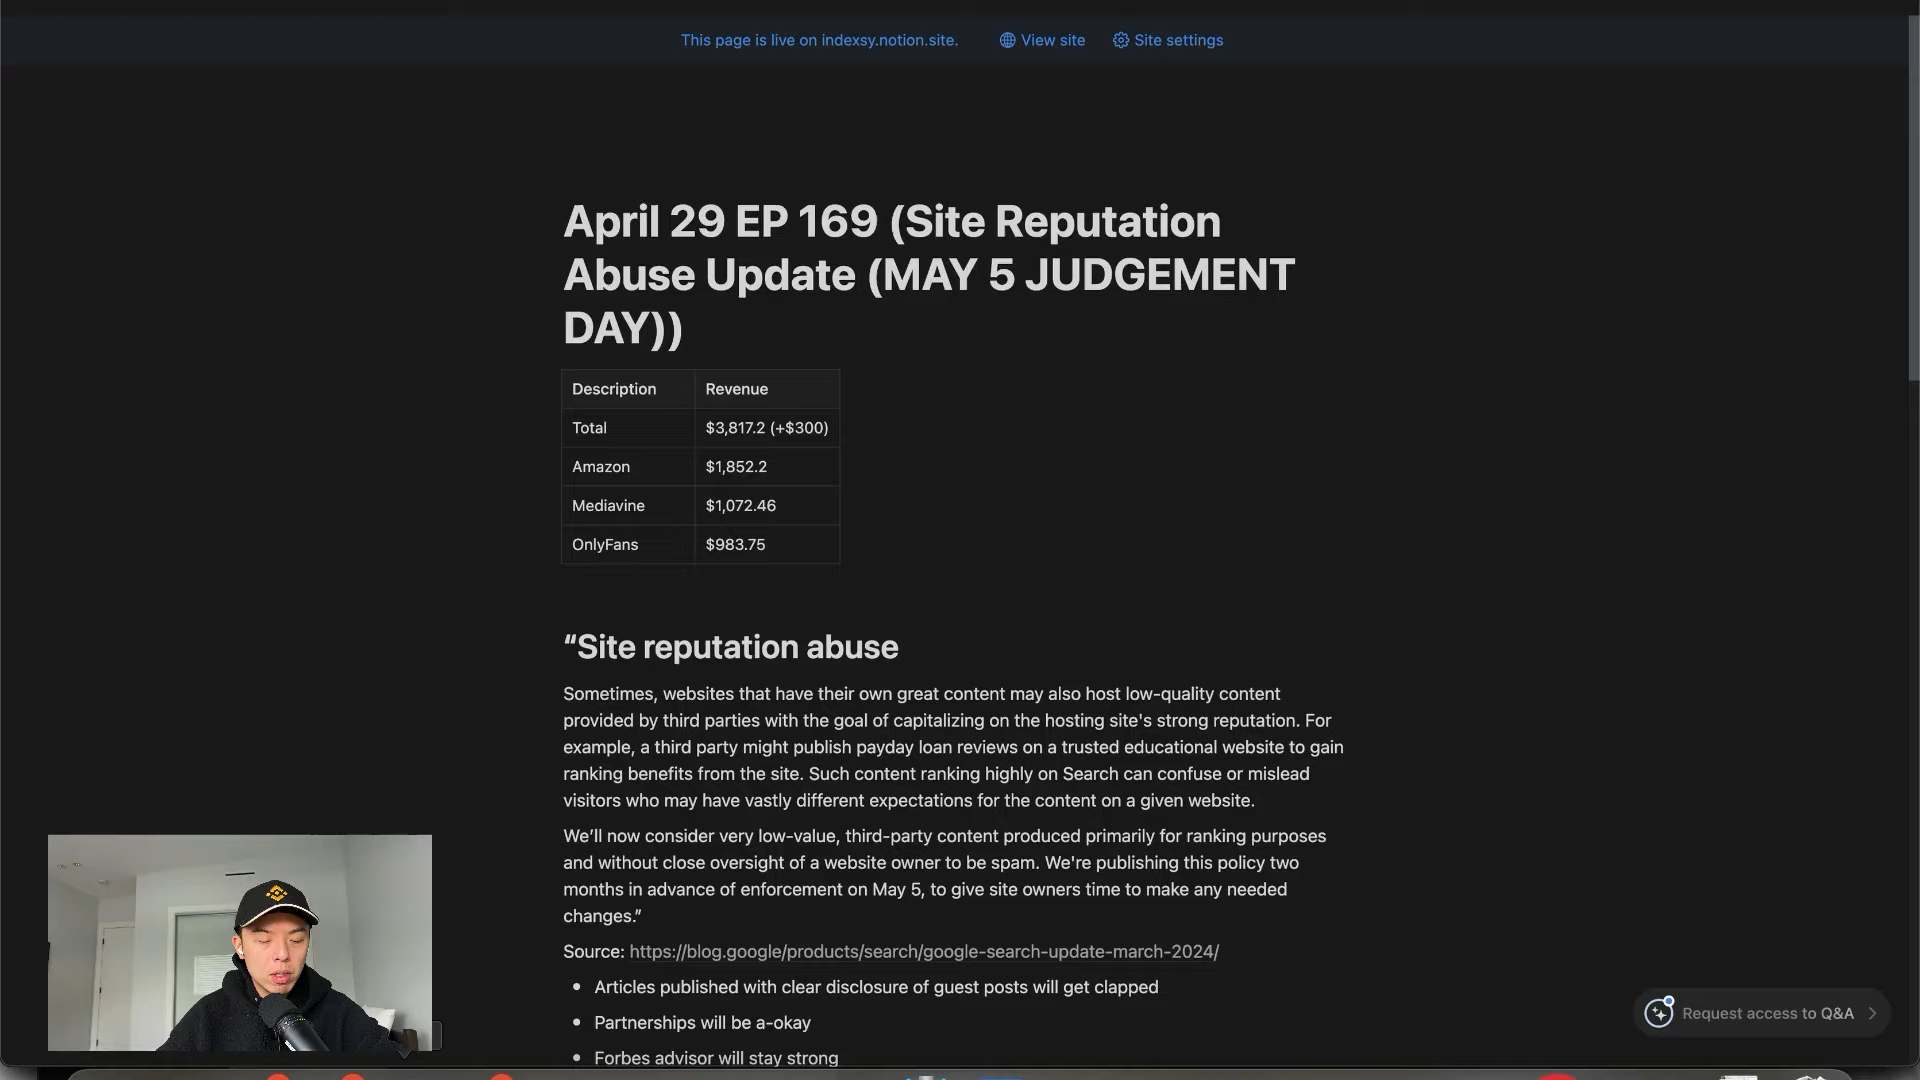 This page is live on indexsy.notion.site. View site Site settings
April 29 EP 169 (Site Reputation
Abuse Update (MAY 5 JUDGEMENT
DAY))
Description Revenue
Total $3,817.2 (+$300)
Amazon $1,852.2
Mediavine $1,072.46
OnlyFans $983.75
“Site reputation abuse
Sometimes, websites that have their own great content may also host low-quality content
provided by third parties with the goal of capitalizing on the hosting site's strong reputation. For
example, a third party might publish payday loan reviews on a trusted educational website to gain
ranking benefits from the site. Such content ranking highly on Search can confuse or mislead
visitors who may have vastly different expectations for the content on a given website.
We’ll now consider very low-value, third-party content produced primarily for ranking purposes
and without close oversight of a website owner to be spam. We're publishing this policy two
months in advance of enforcement on May 5, to give site owners time to make any needed
changes.”
Source: https://blog.google/products/search/google-search-update-march-2024/
• Articles published with clear disclosure of guest posts will get clapped
• Partnerships will be a-okay
• Forbes advisor will stay strong
Request access to Q&A